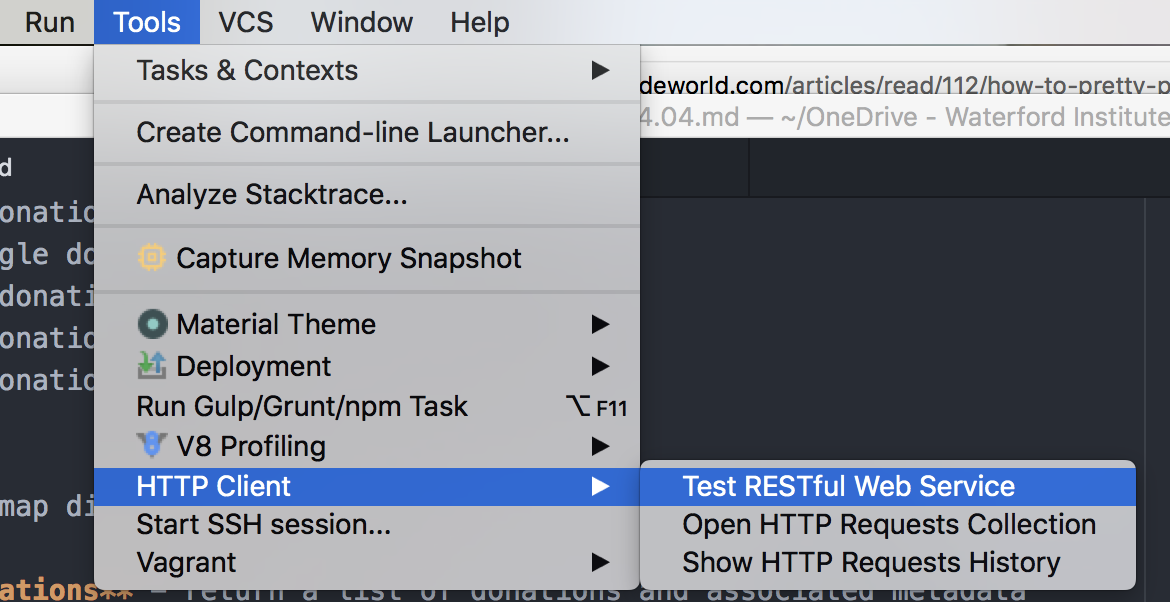 Run Tools VCS Window Help
Tasks & Contexts
deworld.com/articles/read/112/how-to-pretty-p
4.04.md — ~/OneDrive - Waterford Institute
Create Command-line Launcher...
d
Analyze Stacktrace...
onatio
gle do
Capture Memory Snapshot
donati
Material Theme
onatio
Deployment
onatio
Run Gulp/Grunt/npm Task ⌥ F11
V8 Profiling
HTTP Client
Test RESTful Web Service
map di
Start SSH session...
Open HTTP Requests Collection
Vagrant
Show HTTP Requests History
ations** – return a list of donations and associated metadata